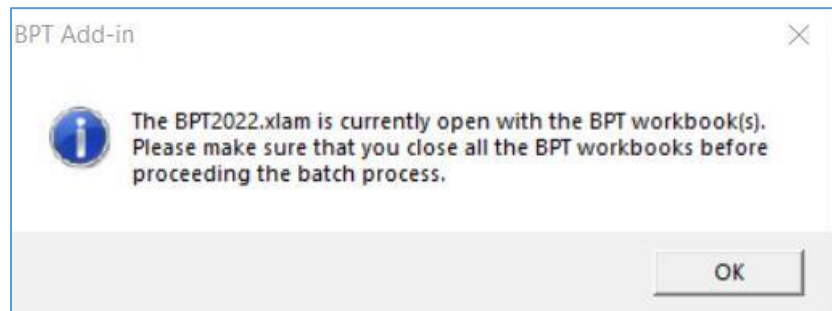 BPT Add-in
The BPT2022.xlam is currently open with the BPT workbook(s).
Please make sure that you close all the BPT workbooks before
proceeding the batch process.
OK